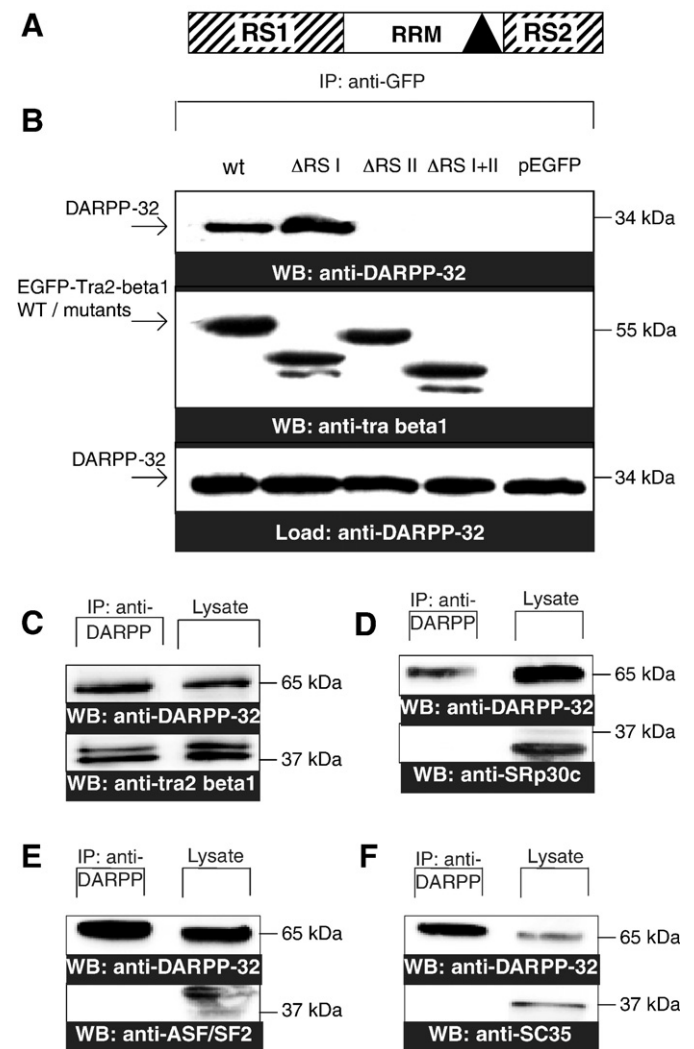 A
RS1 RRM RS2
IP: anti-GFP
B
wt ΔRS I ΔRS II ΔRS I+II pEGFP
DARPP-32
34 kDa
WB: anti-DARPP-32
EGFP-Tra2-beta1
WT / mutants
55 kDa
WB: anti-tra beta1
DARPP-32
34 kDa
Load: anti-DARPP-32
C
IP: anti-
DARPP
Lysate
65 kDa
WB: anti-DARPP-32
37 kDa
WB: anti-tra2 beta1
D
IP: anti-
DARPP
Lysate
65 kDa
WB: anti-DARPP-32
37 kDa
WB: anti-SRp30c
E
IP: anti-
DARPP
Lysate
65 kDa
WB: anti-DARPP-32
37 kDa
WB: anti-ASF/SF2
F
IP: anti-
DARPP
Lysate
65 kDa
WB: anti-DARPP-32
37 kDa
WB: anti-SC35